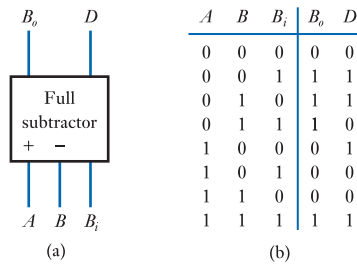 B_o D
Full
subtractor
+ −
A B B_i
(a)
A B B_i B_o D
0 0 0 0 0
0 0 1 1 1
0 1 0 1 1
0 1 1 1 0
1 0 0 0 1
1 0 1 0 0
1 1 0 0 0
1 1 1 1 1
(b)